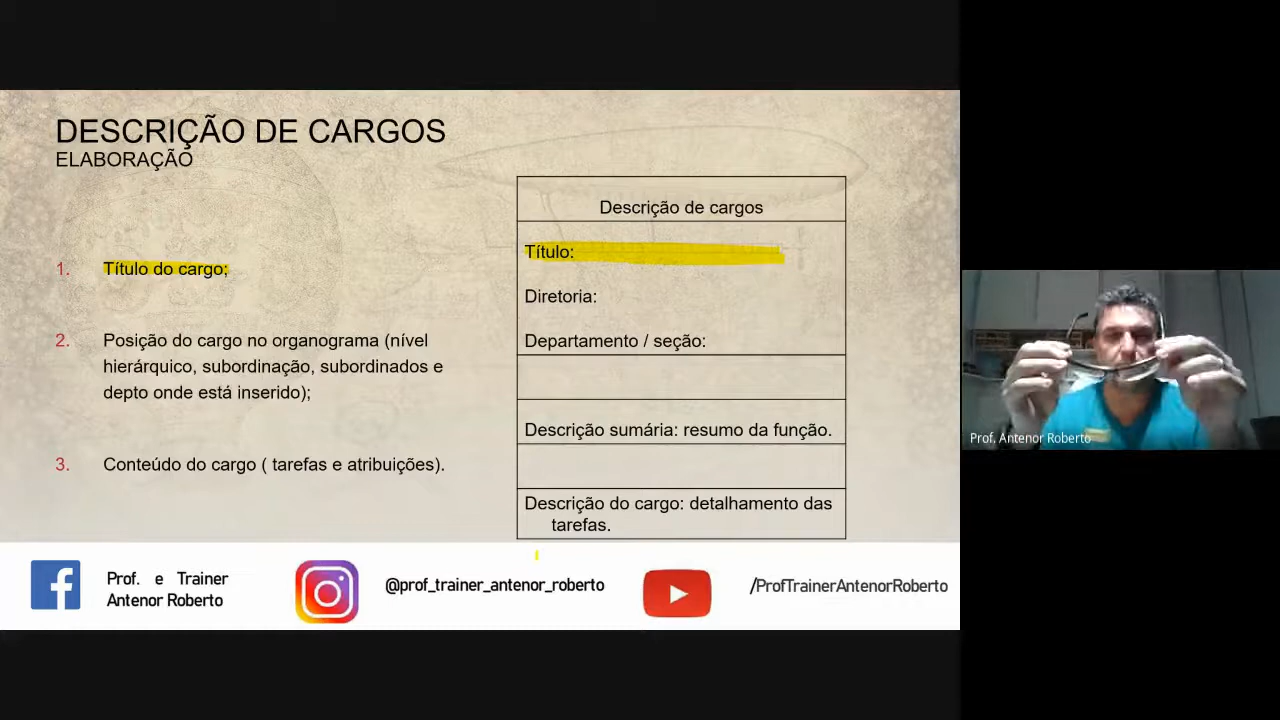 DESCRIÇÃO DE CARGOS
ELABORAÇÃO
1. Título do cargo;
2. Posição do cargo no organograma (nível
hierárquico, subordinação, subordinados e
depto onde está inserido);
3. Conteúdo do cargo ( tarefas e atribuições).
Descrição de cargos
Título:
Diretoria:
Departamento / seção:
Descrição sumária: resumo da função.
Descrição do cargo: detalhamento das
tarefas.
Prof. Antenor Roberto
Prof. e Trainer
Antenor Roberto
@prof_trainer_antenor_roberto
/ProfTrainerAntenorRoberto